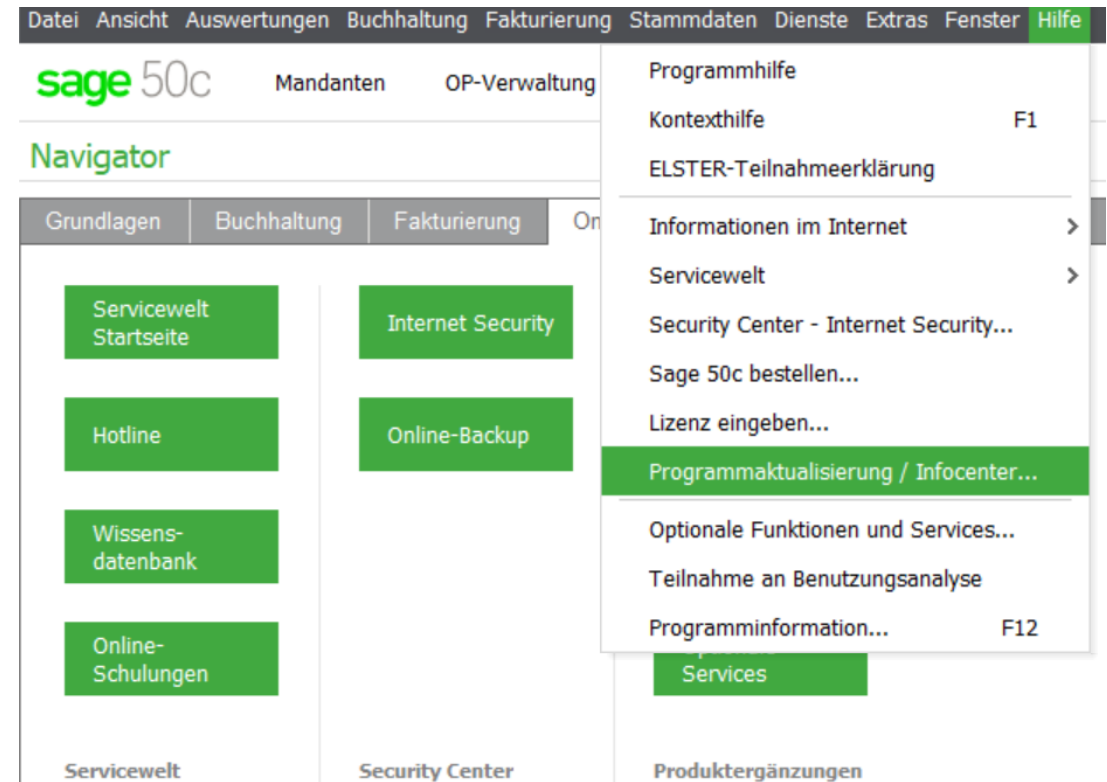 Datei Ansicht Auswertungen Buchhaltung Fakturierung Stammdaten Dienste Extras Fenster Hilfe
sage 50c Mandanten OP-Verwaltung
Navigator
Grundlagen Buchhaltung Fakturierung On
Servicewelt
Startseite
Internet Security
Hotline
Online-Backup
Wissens-
datenbank
Online-
Schulungen
Services
Servicewelt Security Center Produktergänzungen
Programmhilfe
Kontexthilfe F1
ELSTER-Teilnahmeerklärung
Informationen im Internet
Servicewelt
Security Center - Internet Security...
Sage 50c bestellen...
Lizenz eingeben...
Programmaktualisierung / Infocenter...
Optionale Funktionen und Services...
Teilnahme an Benutzungsanalyse
Programminformation... F12